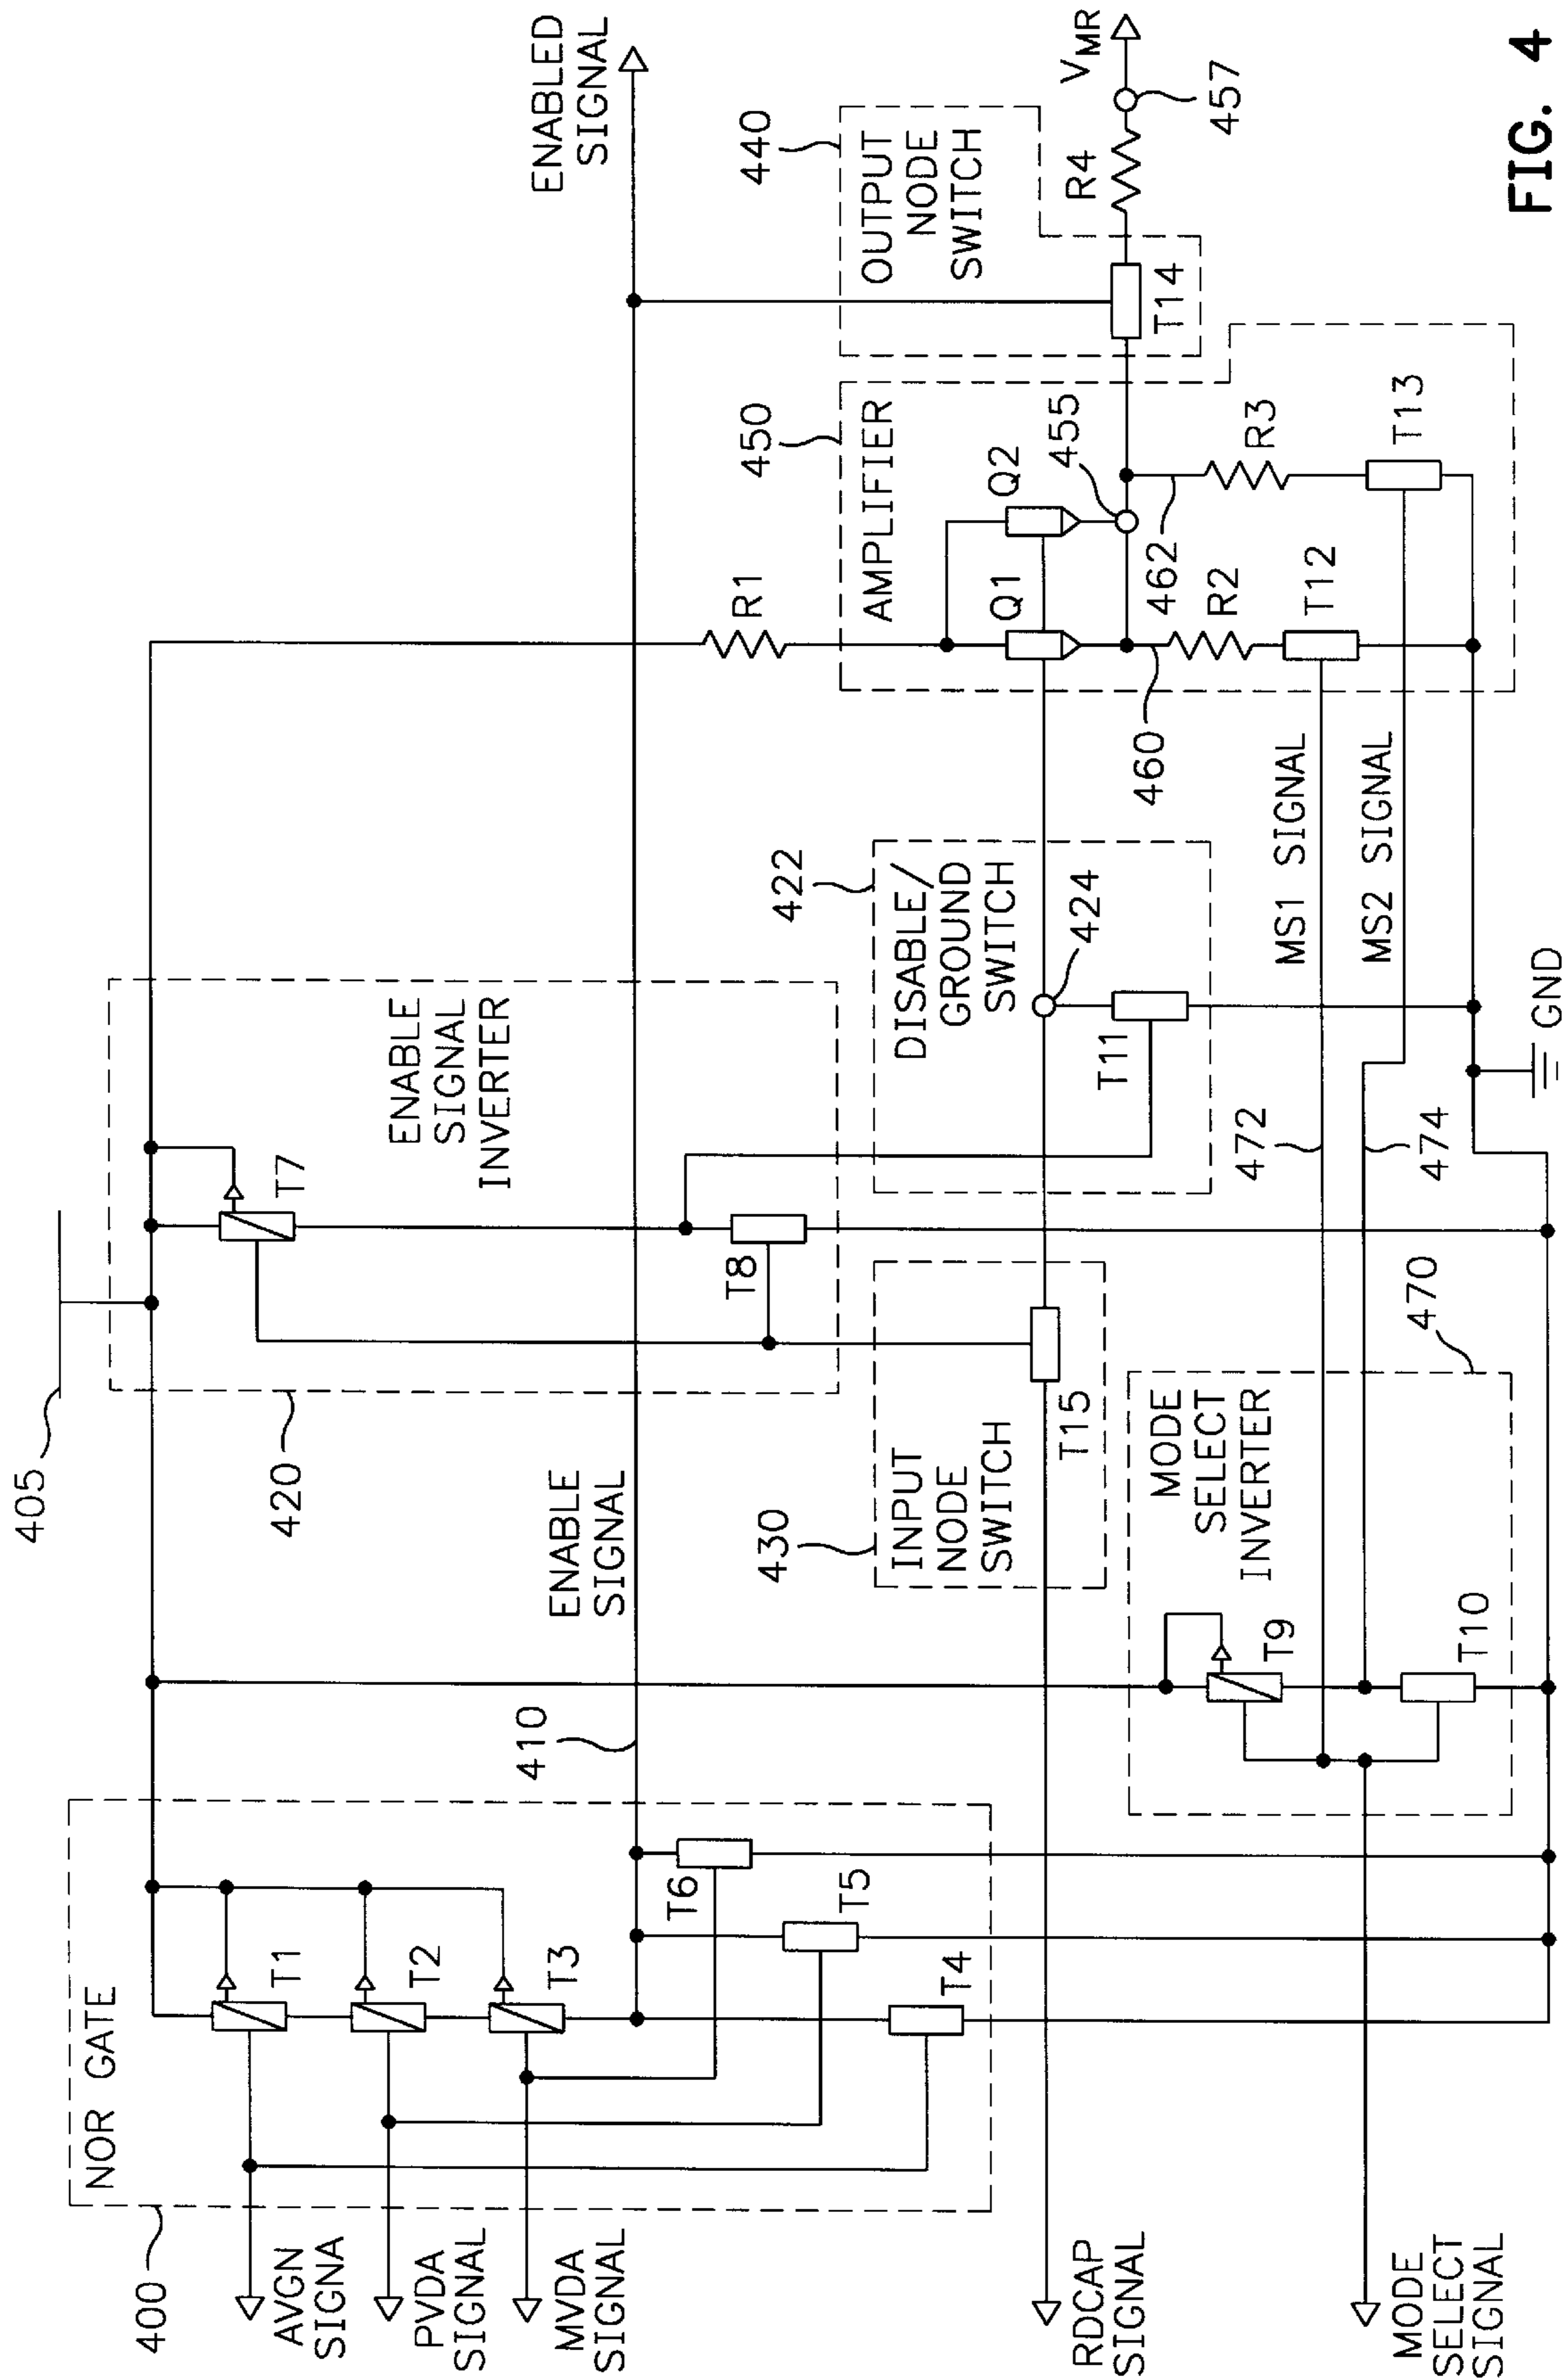 405
420
ENABLE
SIGNAL
INVERTER
T7
T8
R1
NOR GATE
400
T1
T2
T3
T4
T5
T6
AVGN
SIGNA
PVDA
SIGNAL
MVDA
SIGNAL
410
ENABLE
SIGNAL
ENABLED
SIGNAL
430
INPUT
NODE
SWITCH
T15
422
DISABLE/
GROUND
SWITCH
424
T11
450
AMPLIFIER
Q1
Q2
455
460
462
R2
R3
T12
T13
440
OUTPUT
NODE
SWITCH
T14
R4
VMR
457
RDCAP
SIGNAL
MODE
SELECT
INVERTER
470
T9
T10
472
474
MS1 SIGNAL
MS2 SIGNAL
GND
MODE
SELECT
SIGNAL
FIG. 4